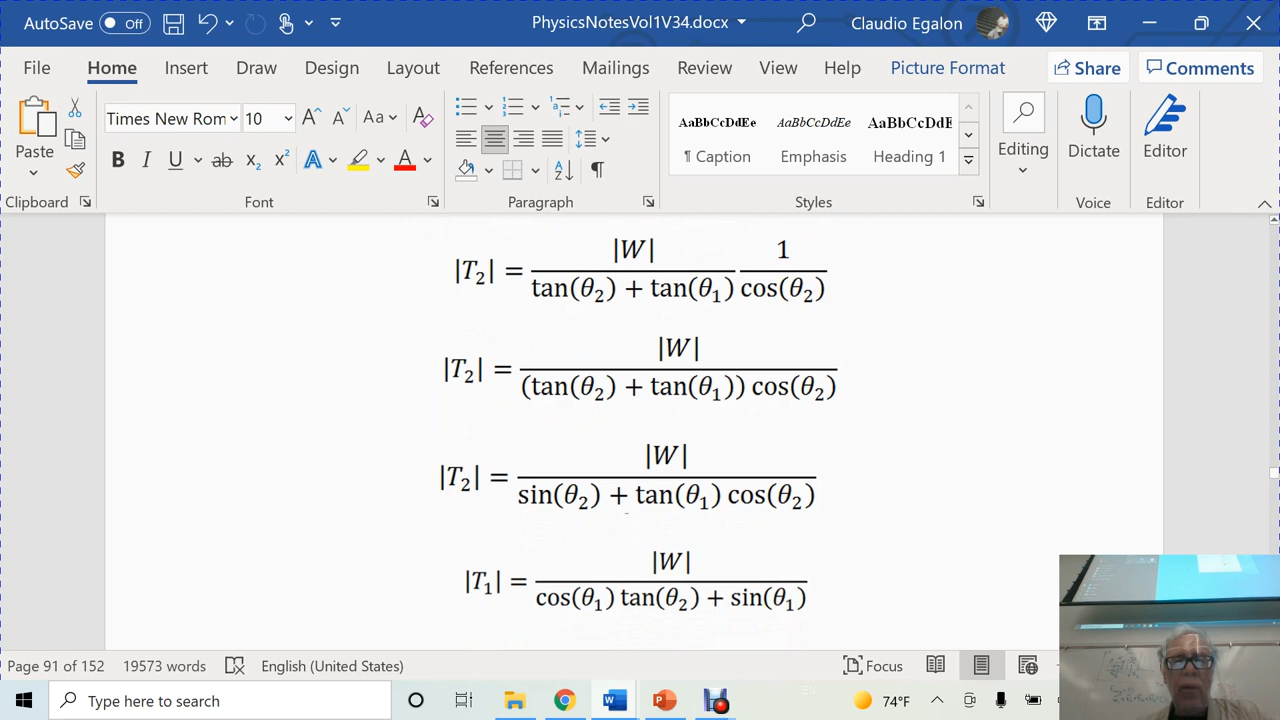 AutoSave Off PhysicsNotesVol1V34.docx Claudio Egalon
File Home Insert Draw Design Layout References Mailings Review View Help Picture Format Share Comments
Times New Rom 10 Aa
Paste
B I U ab x₂ x² A A
AaBbCcDdEe AaBbCcDdEe AaBbCcDdE
¶ Caption Emphasis Heading 1
Editing Dictate Editor
Clipboard Font Paragraph Styles Voice Editor
|T₂| = |W| / (tan(θ₂) + tan(θ₁)) 1 / cos(θ₂)
|T₂| = |W| / ((tan(θ₂) + tan(θ₁)) cos(θ₂))
|T₂| = |W| / (sin(θ₂) + tan(θ₁) cos(θ₂))
|T₁| = |W| / (cos(θ₁) tan(θ₂) + sin(θ₁))
Page 91 of 152 19573 words English (United States) Focus
Type here to search 74°F